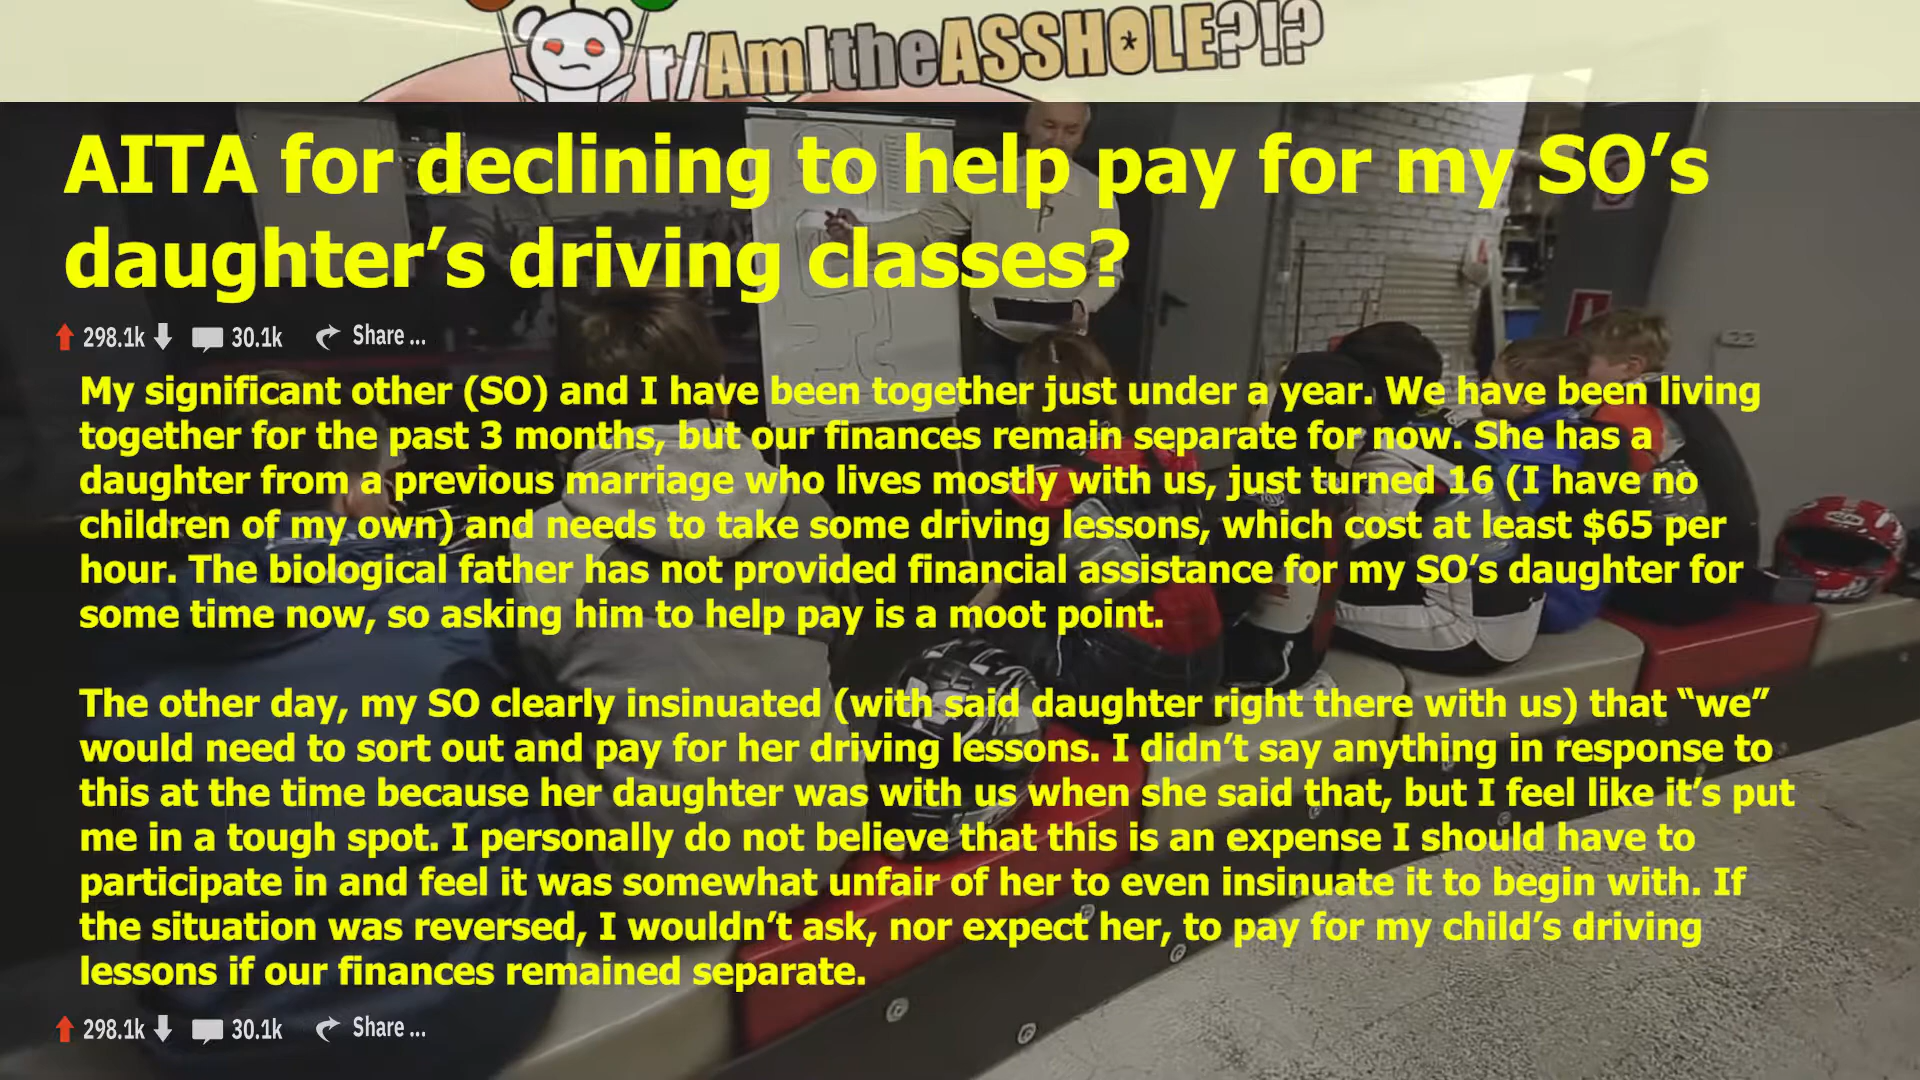 r/AmItheASSH*LE?!?
AITA for declining to help pay for my SO’s
daughter’s driving classes?
298.1k 30.1k Share ...
My significant other (SO) and I have been together just under a year. We have been living
together for the past 3 months, but our finances remain separate for now. She has a
daughter from a previous marriage who lives mostly with us, just turned 16 (I have no
children of my own) and needs to take some driving lessons, which cost at least $65 per
hour. The biological father has not provided financial assistance for my SO’s daughter for
some time now, so asking him to help pay is a moot point.
The other day, my SO clearly insinuated (with said daughter right there with us) that “we”
would need to sort out and pay for her driving lessons. I didn’t say anything in response to
this at the time because her daughter was with us when she said that, but I feel like it’s put
me in a tough spot. I personally do not believe that this is an expense I should have to
participate in and feel it was somewhat unfair of her to even insinuate it to begin with. If
the situation was reversed, I wouldn’t ask, nor expect her, to pay for my child’s driving
lessons if our finances remained separate.
298.1k 30.1k Share ...